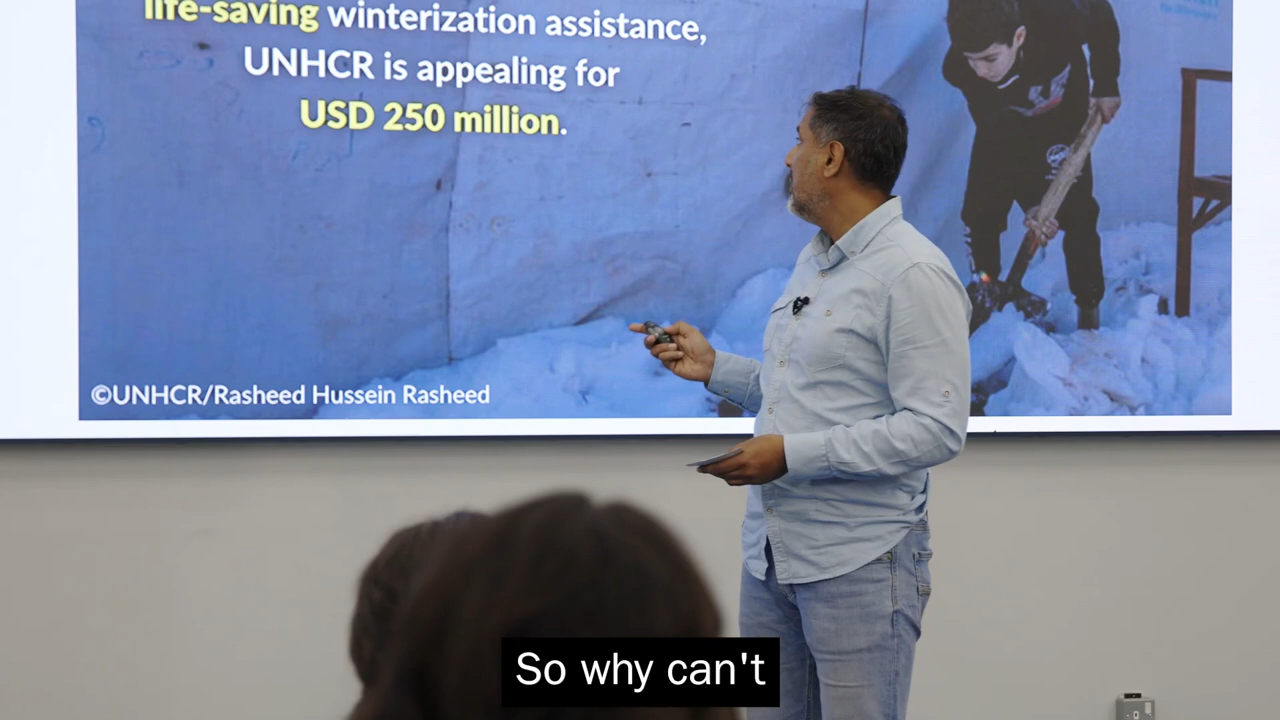 life-saving winterization assistance,
UNHCR is appealing for
USD 250 million.
©UNHCR/Rasheed Hussein Rasheed
So why can't